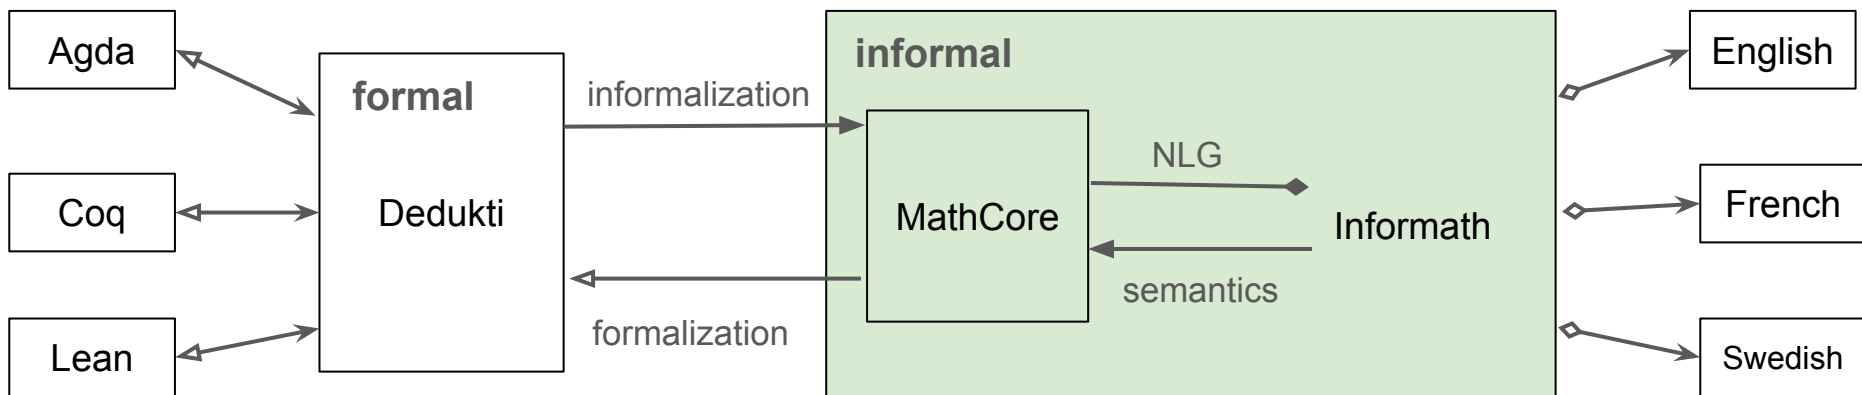 Agda
Coq
Lean
formal
Dedukti
informalization
formalization
informal
MathCore
NLG
semantics
Informath
English
French
Swedish